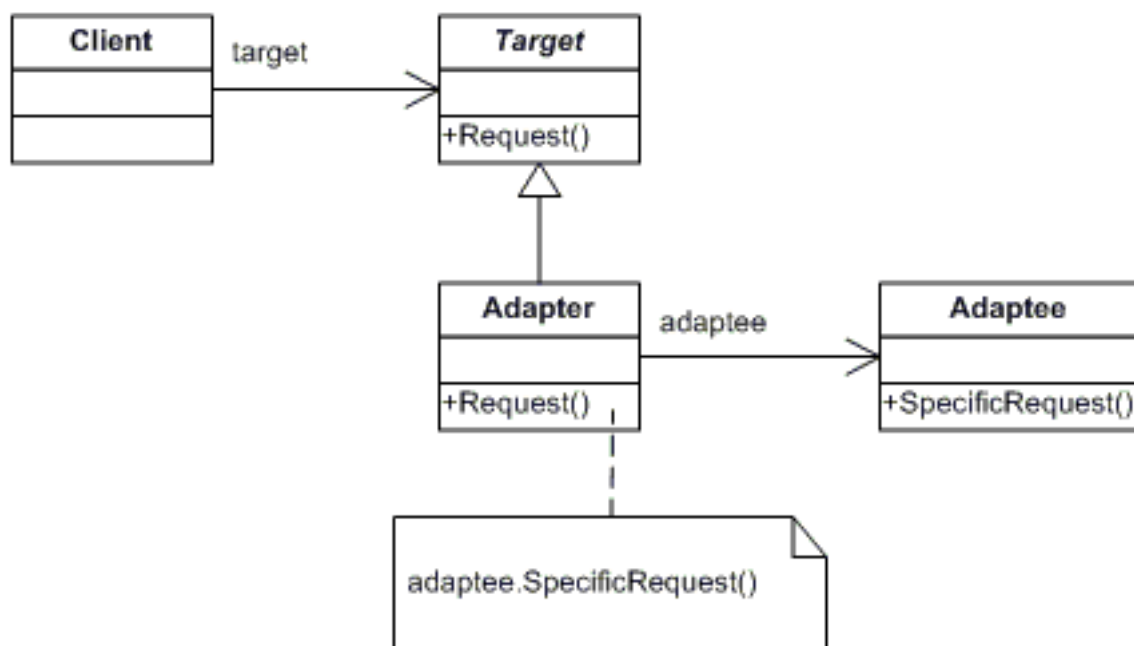 Client
target
Target
+Request()
Adapter
adaptee
Adaptee
+Request()
+SpecificRequest()
adaptee.SpecificRequest()